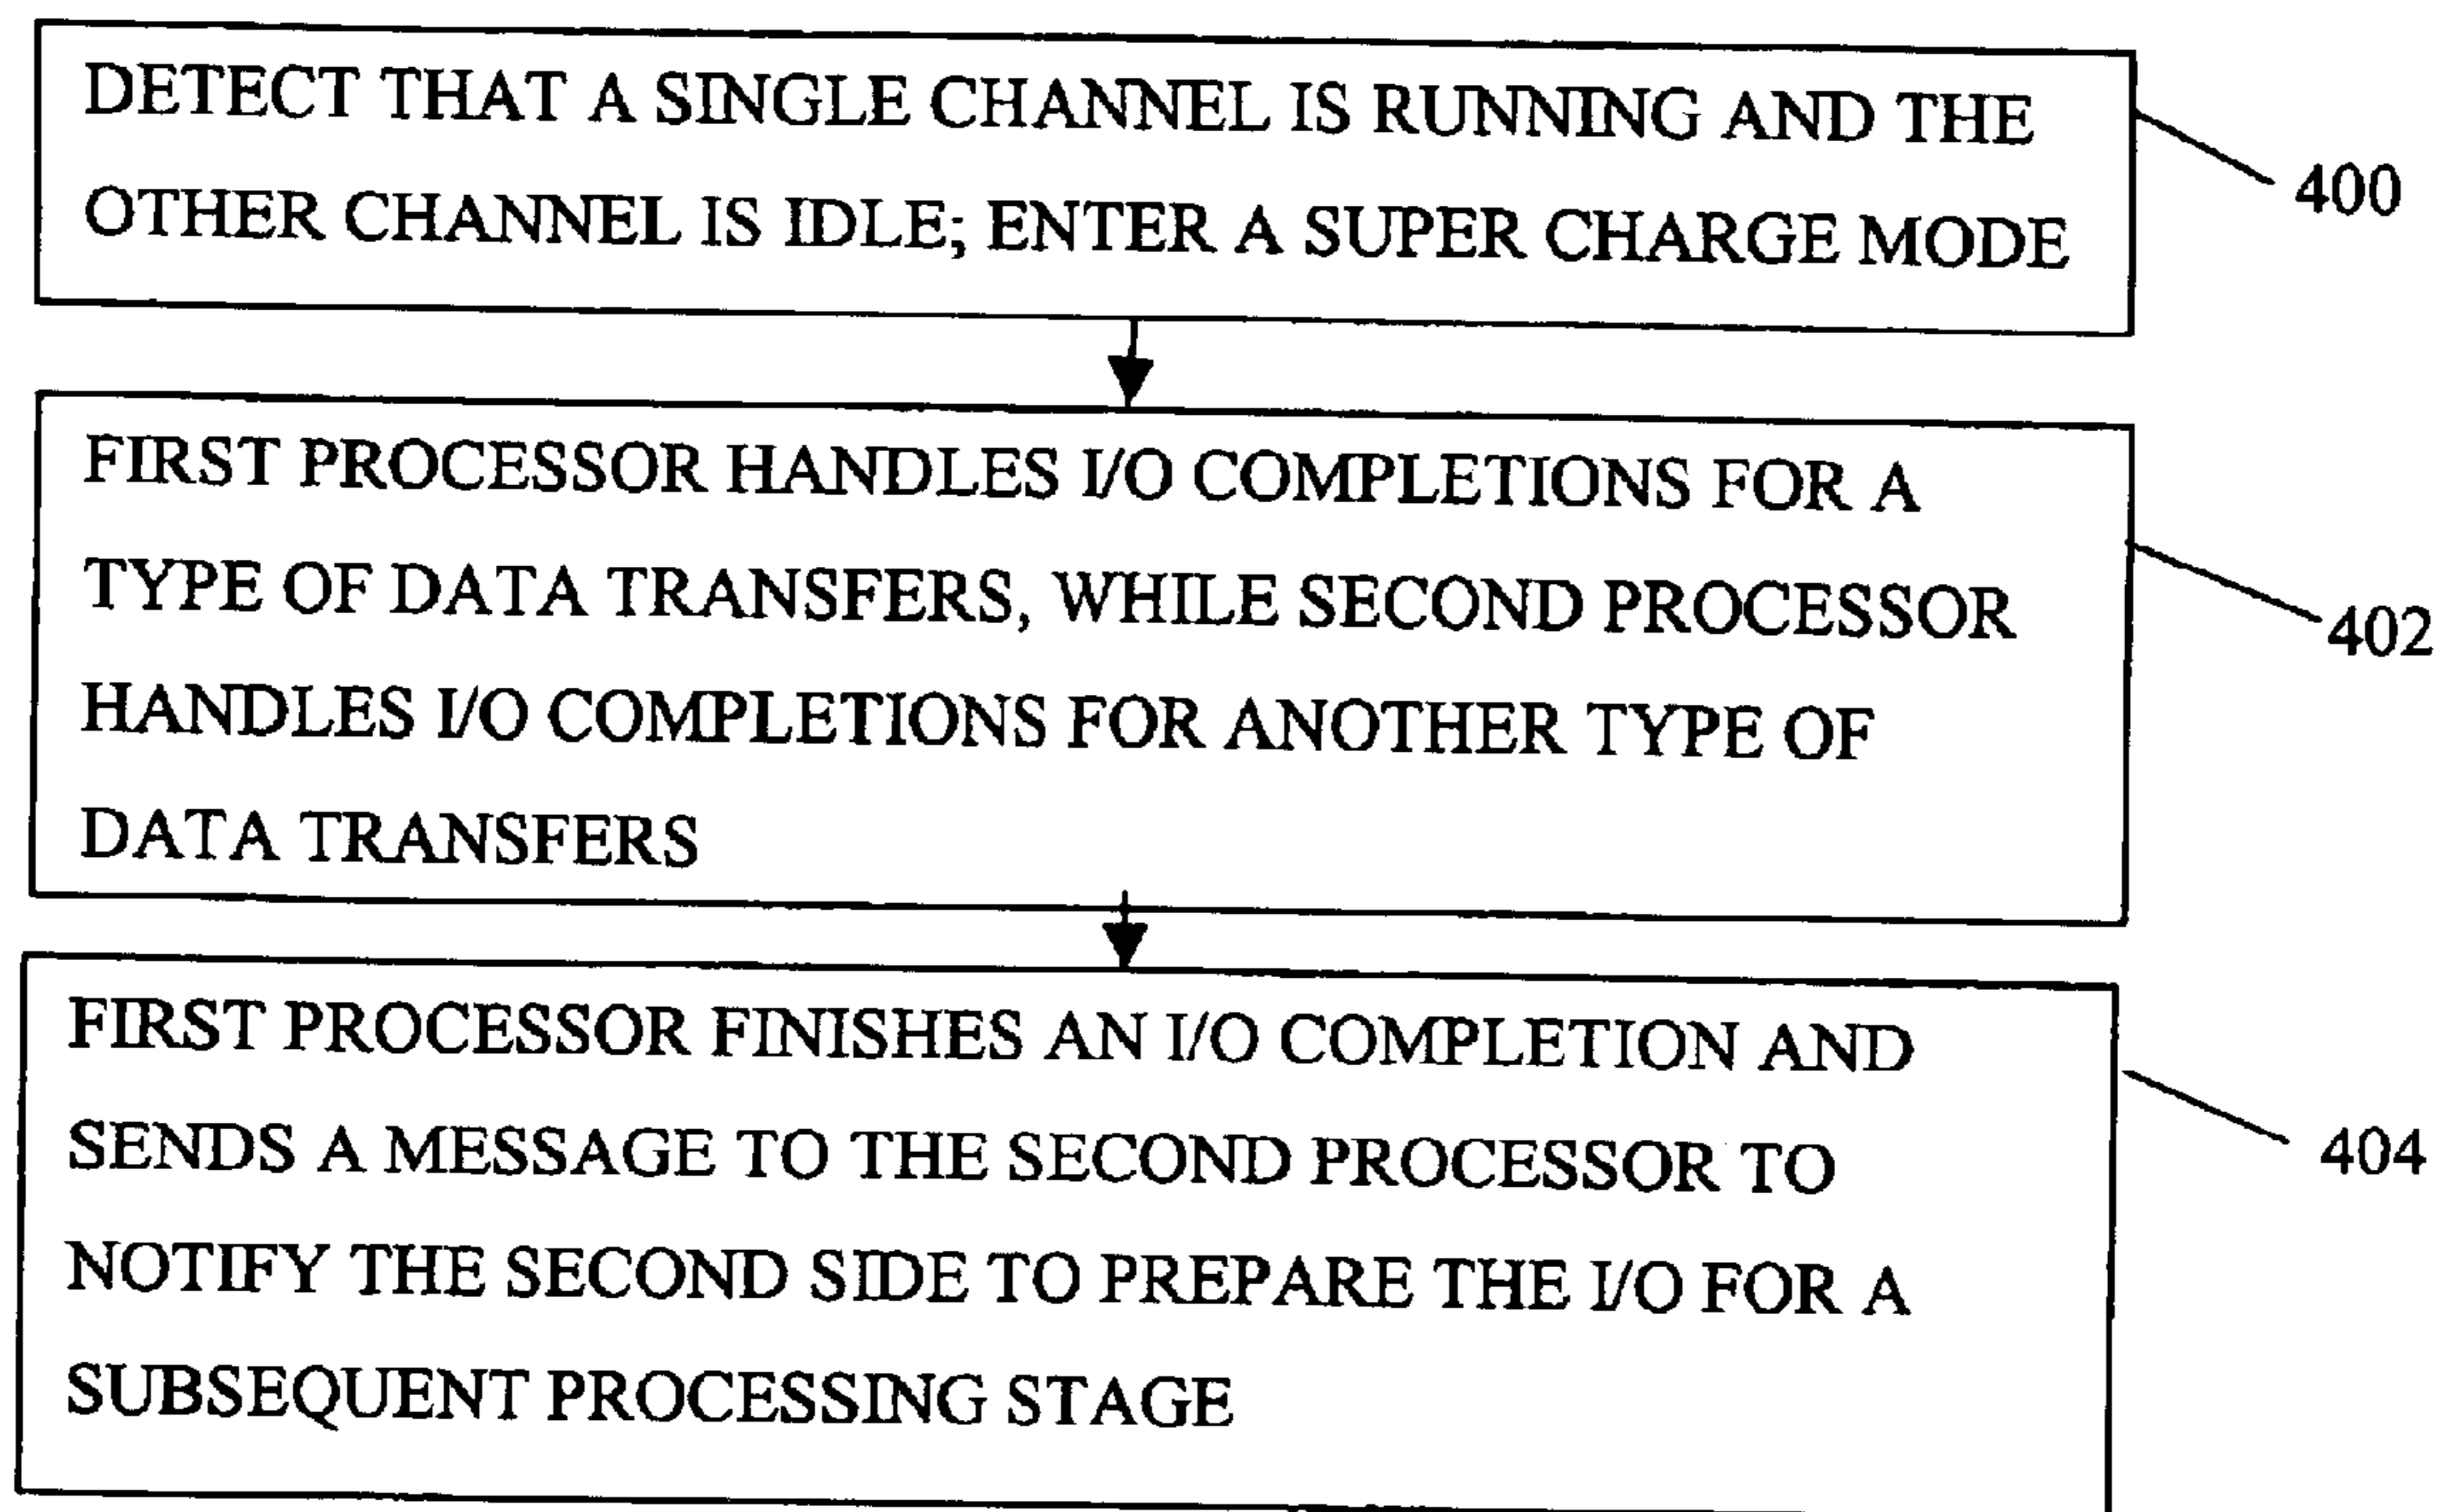 DETECT THAT A SINGLE CHANNEL IS RUNNING AND THE
OTHER CHANNEL IS IDLE; ENTER A SUPER CHARGE MODE
400
FIRST PROCESSOR HANDLES I/O COMPLETIONS FOR A
TYPE OF DATA TRANSFERS, WHILE SECOND PROCESSOR
HANDLES I/O COMPLETIONS FOR ANOTHER TYPE OF
DATA TRANSFERS
402
FIRST PROCESSOR FINISHES AN I/O COMPLETION AND
SENDS A MESSAGE TO THE SECOND PROCESSOR TO
NOTIFY THE SECOND SIDE TO PREPARE THE I/O FOR A
SUBSEQUENT PROCESSING STAGE
404